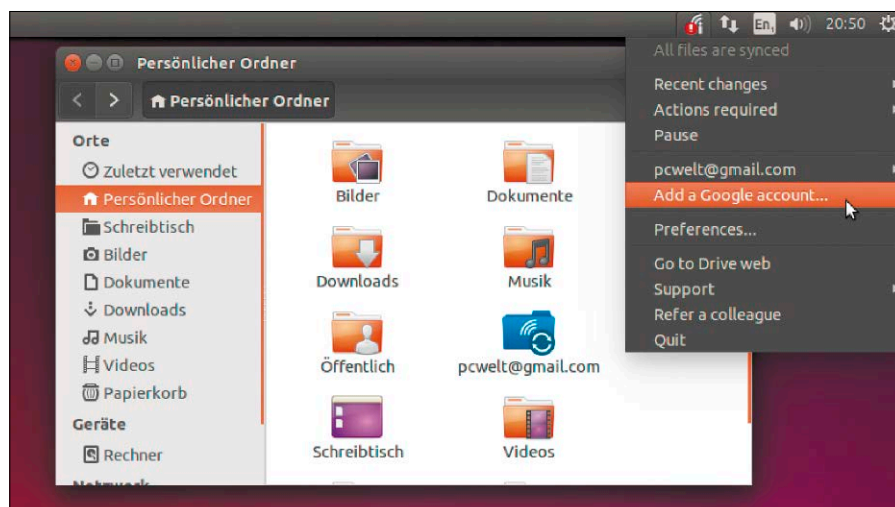 En1
20:50
Persönlicher Ordner
Persönlicher Ordner
Orte
Zuletzt verwendet
Persönlicher Ordner
Schreibtisch
Bilder
Dokumente
Downloads
Musik
Videos
Papierkorb
Geräte
Rechner
Netzwerk
Bilder
Dokumente
Downloads
Musik
Öffentlich
pcwelt@gmail.com
Schreibtisch
Videos
All files are synced
Recent changes
Actions required
Pause
pcwelt@gmail.com
Add a Google account...
Preferences...
Go to Drive web
Support
Refer a colleague
Quit